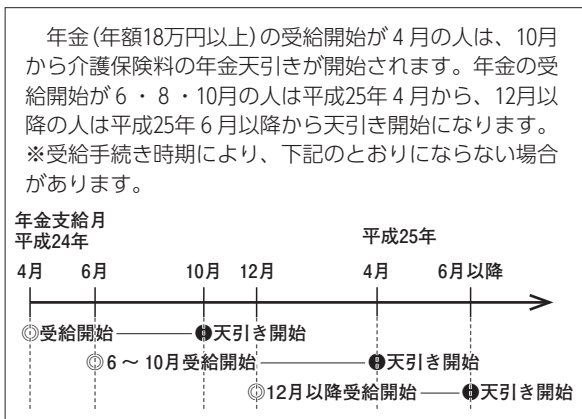 年金(年額18万円以上)の受給開始が4月の人は、10月
から介護保険料の年金天引きが開始されます。年金の受
給開始が6・8・10月の人は平成25年4月から、12月以
降の人は平成25年6月以降から天引き開始になります。
※受給手続き時期により、下記のとおりにならない場合
があります。
年金支給月
平成24年 平成25年
4月 6月 10月 12月 4月 6月以降
◎受給開始 天引き開始
◎6～10月受給開始 天引き開始
◎12月以降受給開始 天引き開始